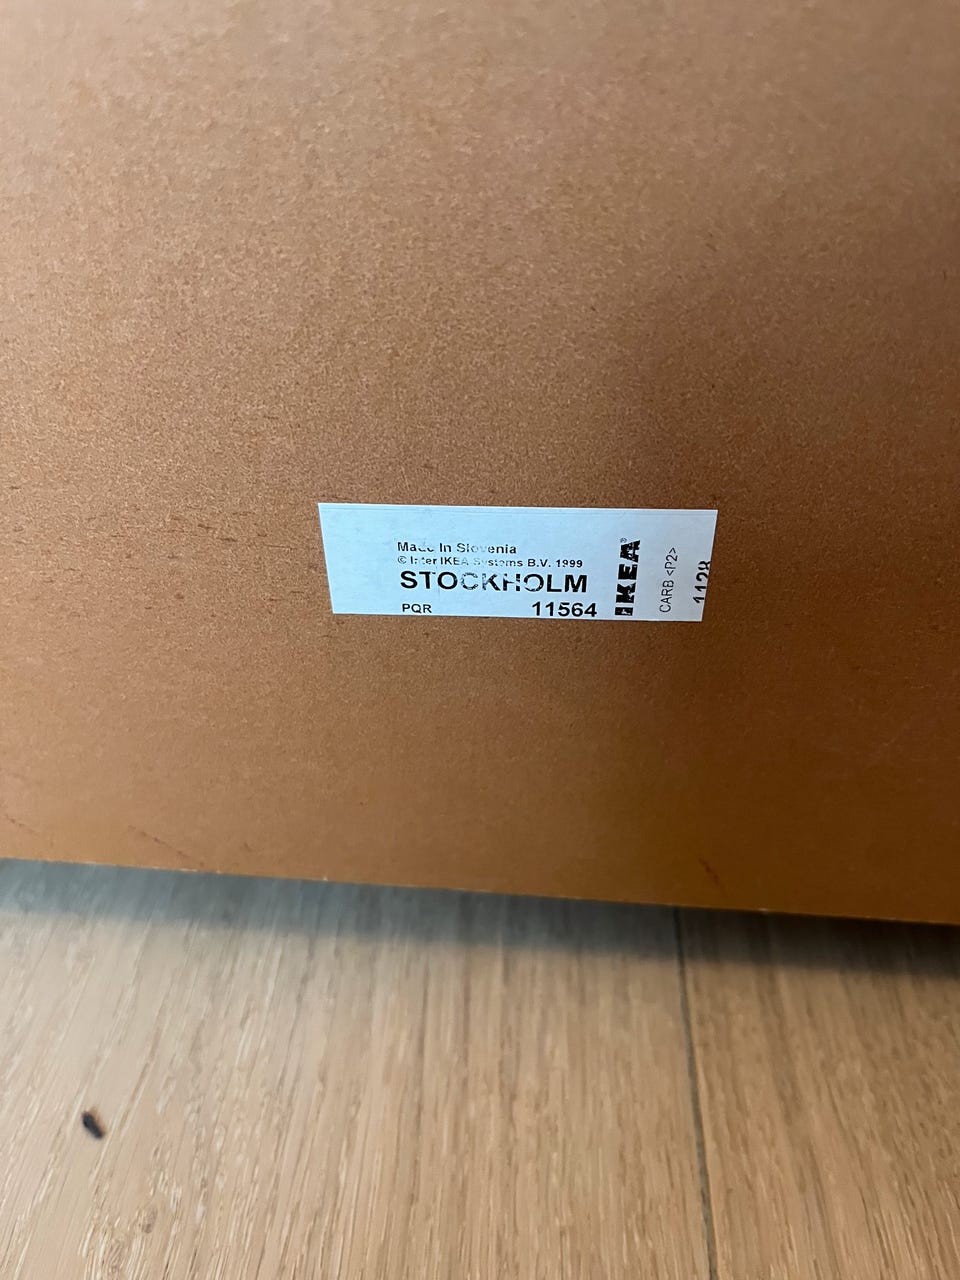 Made In Slovenia
© Inter IKEA Systems B.V. 1999
STOCKHOLM
PQR 11564
IKEA®
CARB <P2>
1128